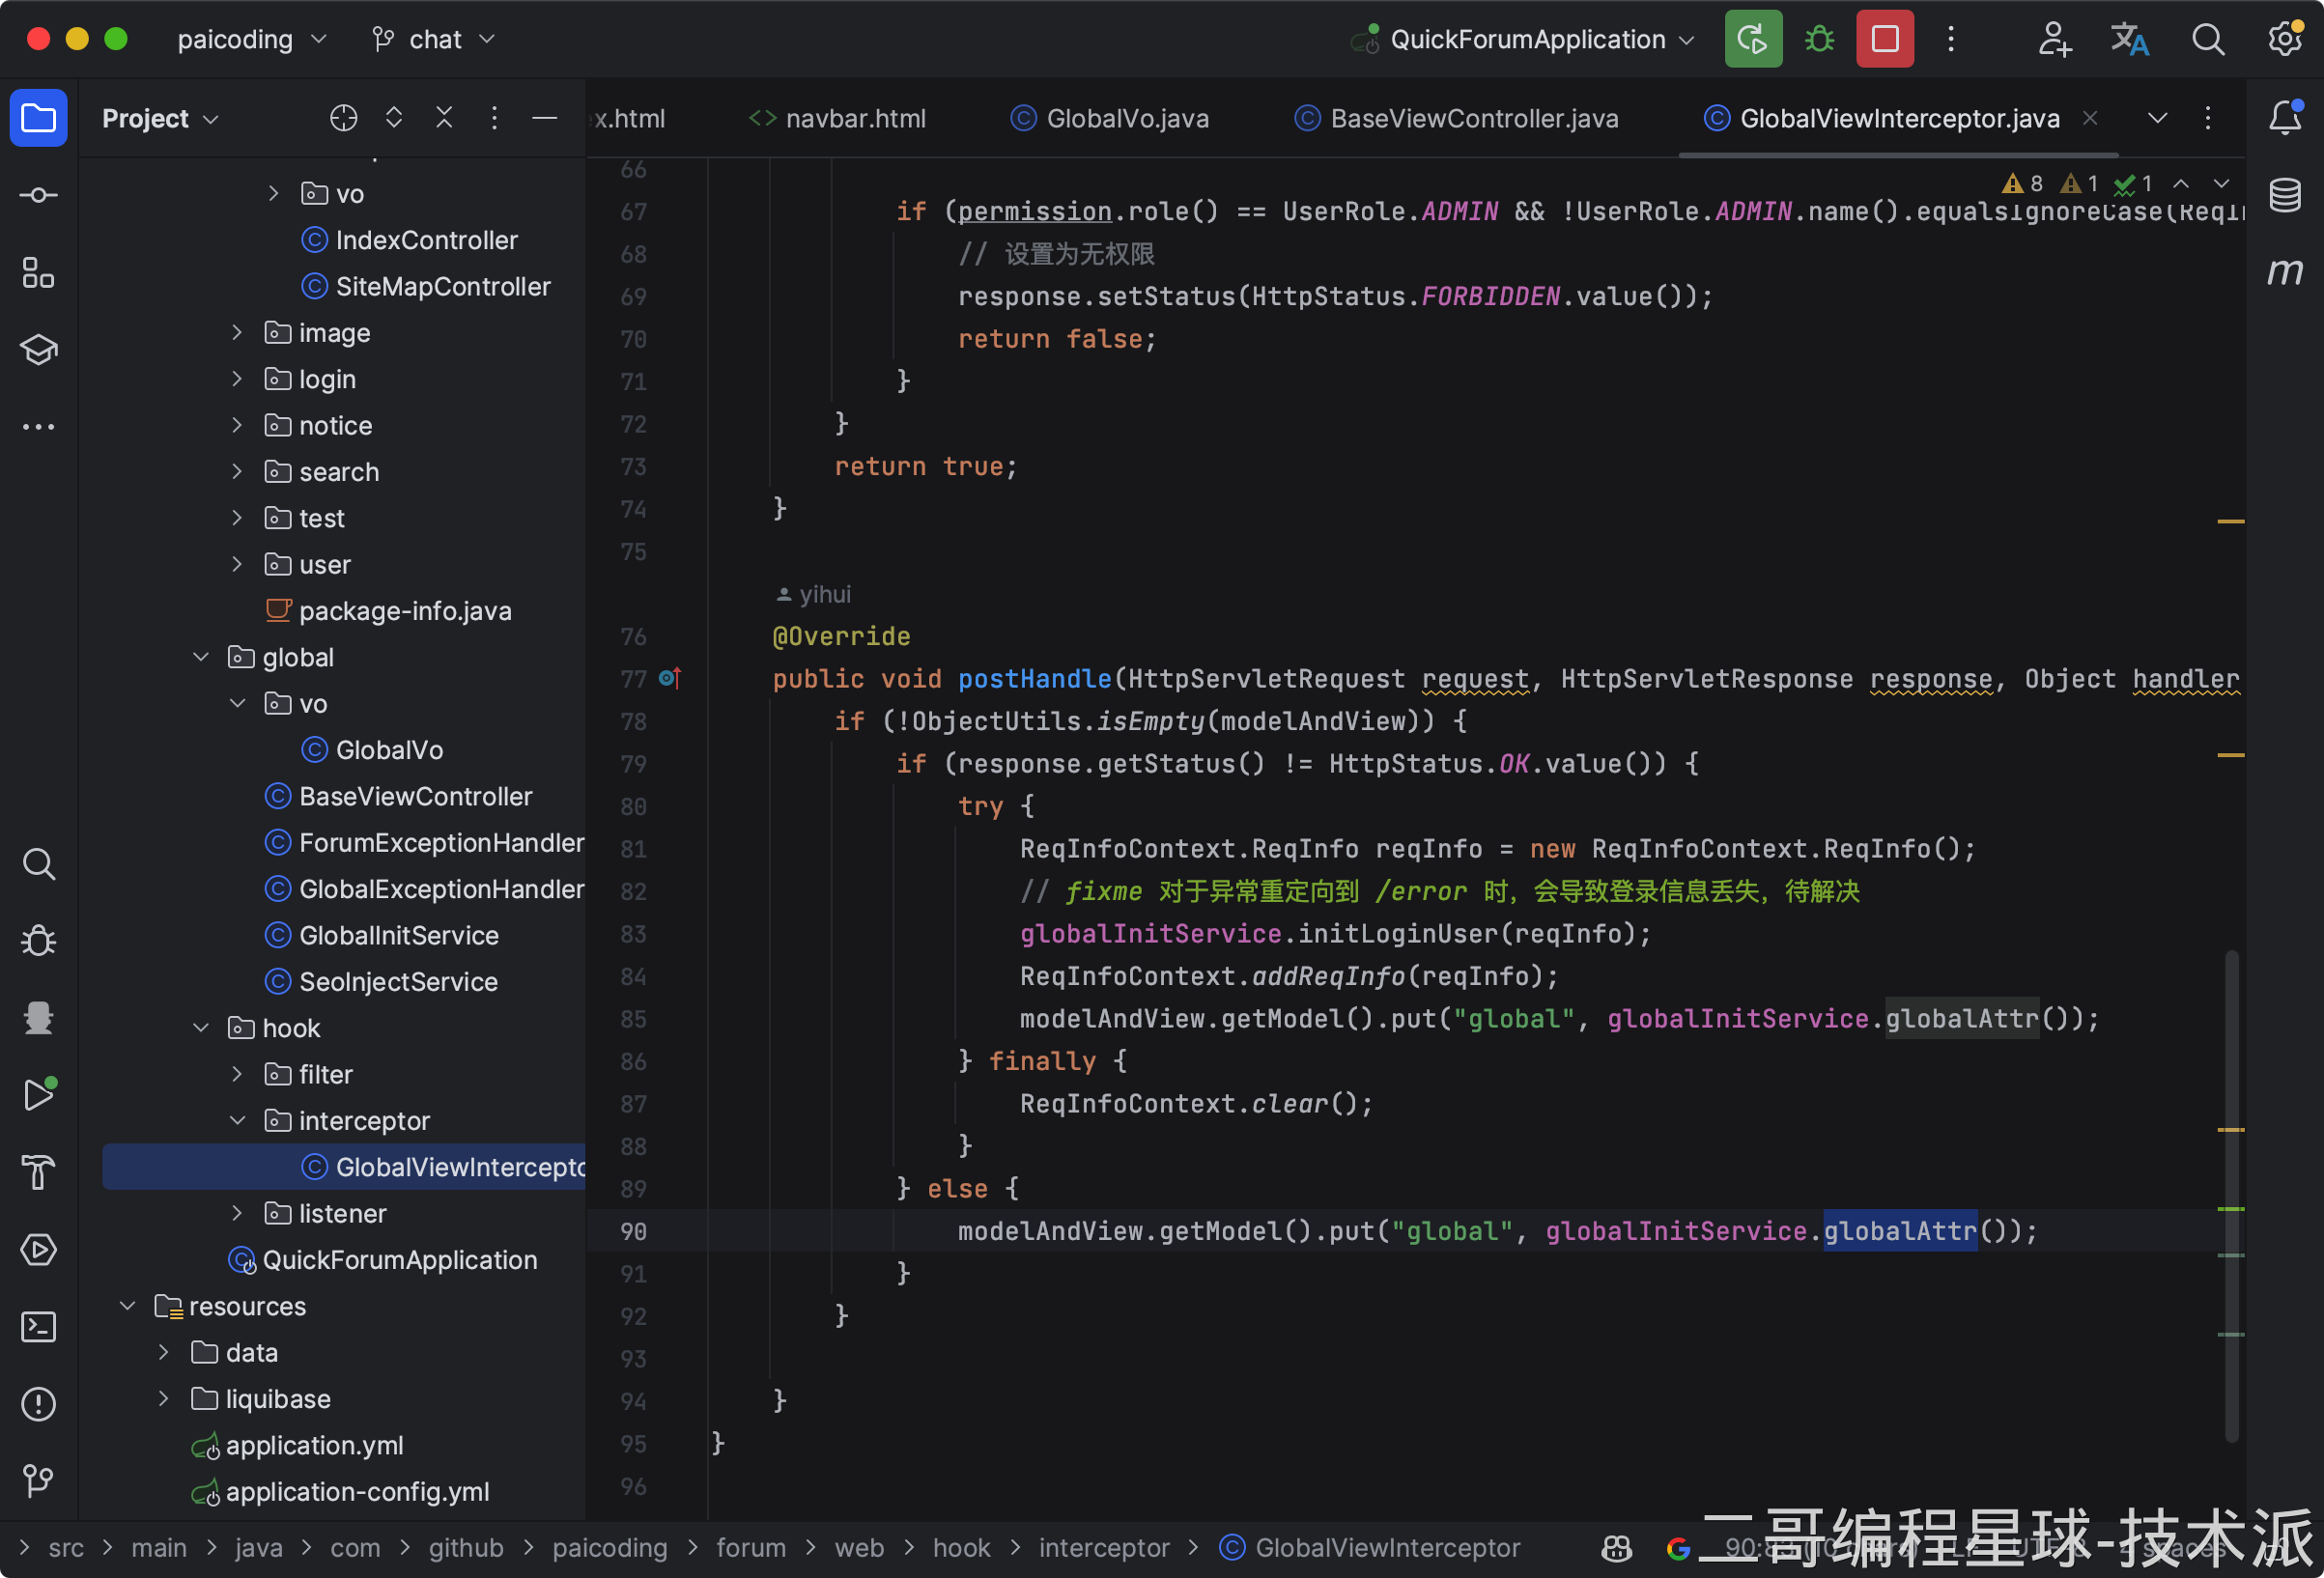 paicoding
chat
QuickForumApplication
Project
x.html
navbar.html
GlobalVo.java
BaseViewController.java
GlobalViewInterceptor.java
vo
IndexController
SiteMapController
image
login
notice
search
test
user
package-info.java
global
vo
GlobalVo
BaseViewController
ForumExceptionHandler
GlobalExceptionHandler
GlobalInitService
SeoInjectService
hook
filter
interceptor
GlobalViewIntercepto
listener
QuickForumApplication
resources
data
liquibase
application.yml
application-config.yml
8 1 1
66
67 if (permission.role() == UserRole.ADMIN && !UserRole.ADMIN.name().equalsIgnoreCase(ReqI
68 // 设置为无权限
69 response.setStatus(HttpStatus.FORBIDDEN.value());
70 return false;
71 }
72 }
73 return true;
74 }
75
yihui
76 @Override
77 public void postHandle(HttpServletRequest request, HttpServletResponse response, Object handler
78 if (!ObjectUtils.isEmpty(modelAndView)) {
79 if (response.getStatus() != HttpStatus.OK.value()) {
80 try {
81 ReqInfoContext.ReqInfo reqInfo = new ReqInfoContext.ReqInfo();
82 // fixme 对于异常重定向到 /error 时，会导致登录信息丢失，待解决
83 globalInitService.initLoginUser(reqInfo);
84 ReqInfoContext.addReqInfo(reqInfo);
85 modelAndView.getModel().put("global", globalInitService.globalAttr());
86 } finally {
87 ReqInfoContext.clear();
88 }
89 } else {
90 modelAndView.getModel().put("global", globalInitService.globalAttr());
91 }
92 }
93
94 }
95 }
96
src > main > java > com > github > paicoding > forum > web > hook > interceptor > GlobalViewInterceptor
二哥编程星球-技术派